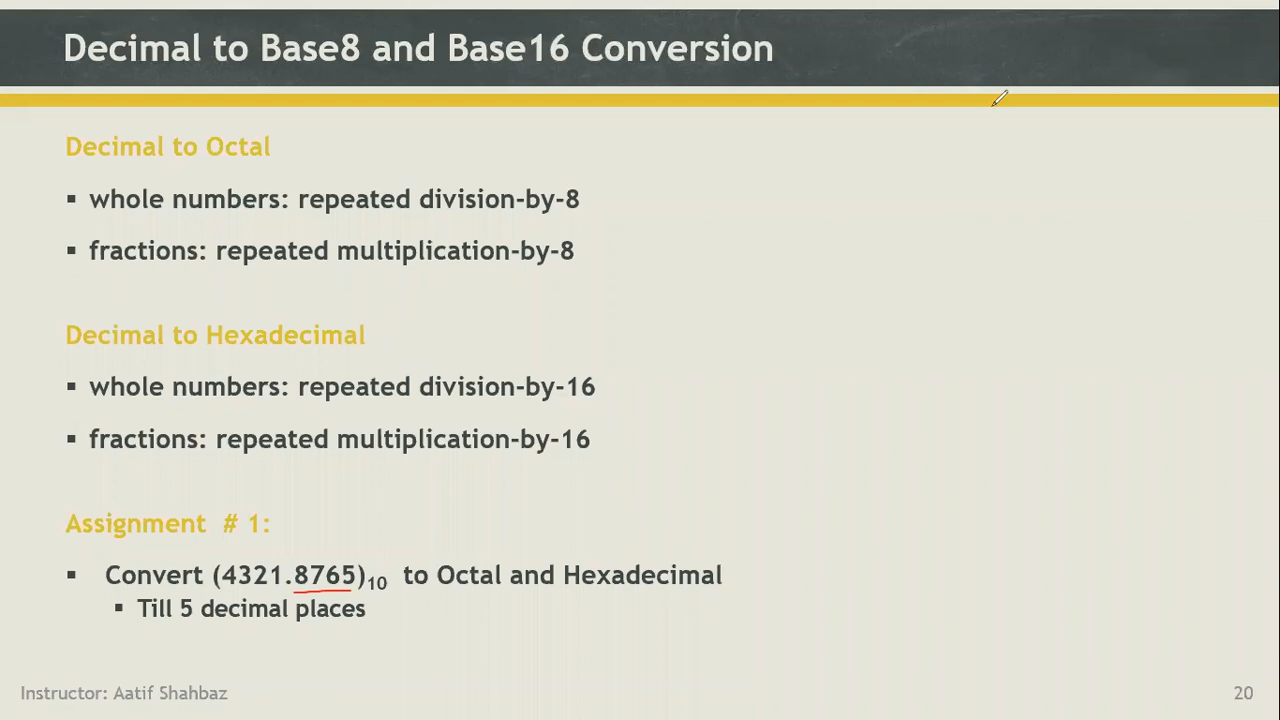 Decimal to Base8 and Base16 Conversion
Decimal to Octal
▪ whole numbers: repeated division-by-8
▪ fractions: repeated multiplication-by-8
Decimal to Hexadecimal
▪ whole numbers: repeated division-by-16
▪ fractions: repeated multiplication-by-16
Assignment # 1:
▪ Convert (4321.8765)₁₀ to Octal and Hexadecimal
▪ Till 5 decimal places
Instructor: Aatif Shahbaz
20